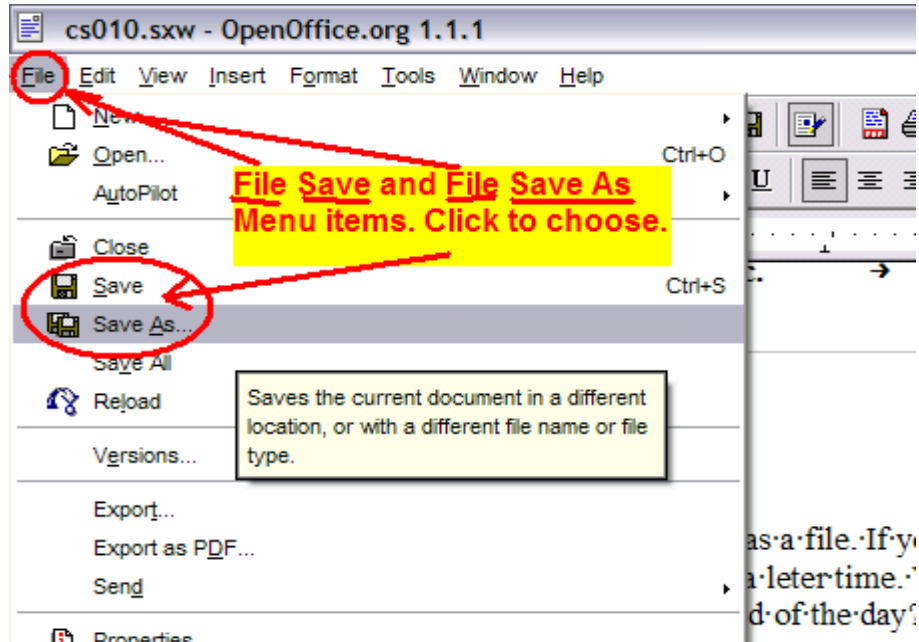 cs010.sxw - OpenOffice.org 1.1.1
File Edit View Insert Format Tools Window Help
New
Open... Ctrl+O
AutoPilot
File Save and File Save As
Menu items. Click to choose.
U
Close
Save Ctrl+S
Save As...
Save All
Reload
Saves the current document in a different
location, or with a different file name or file
type.
Versions...
Export...
Export as PDF...
Send
Properties
as·a·file.·If·
a·leter time.·
d·of·the·day?